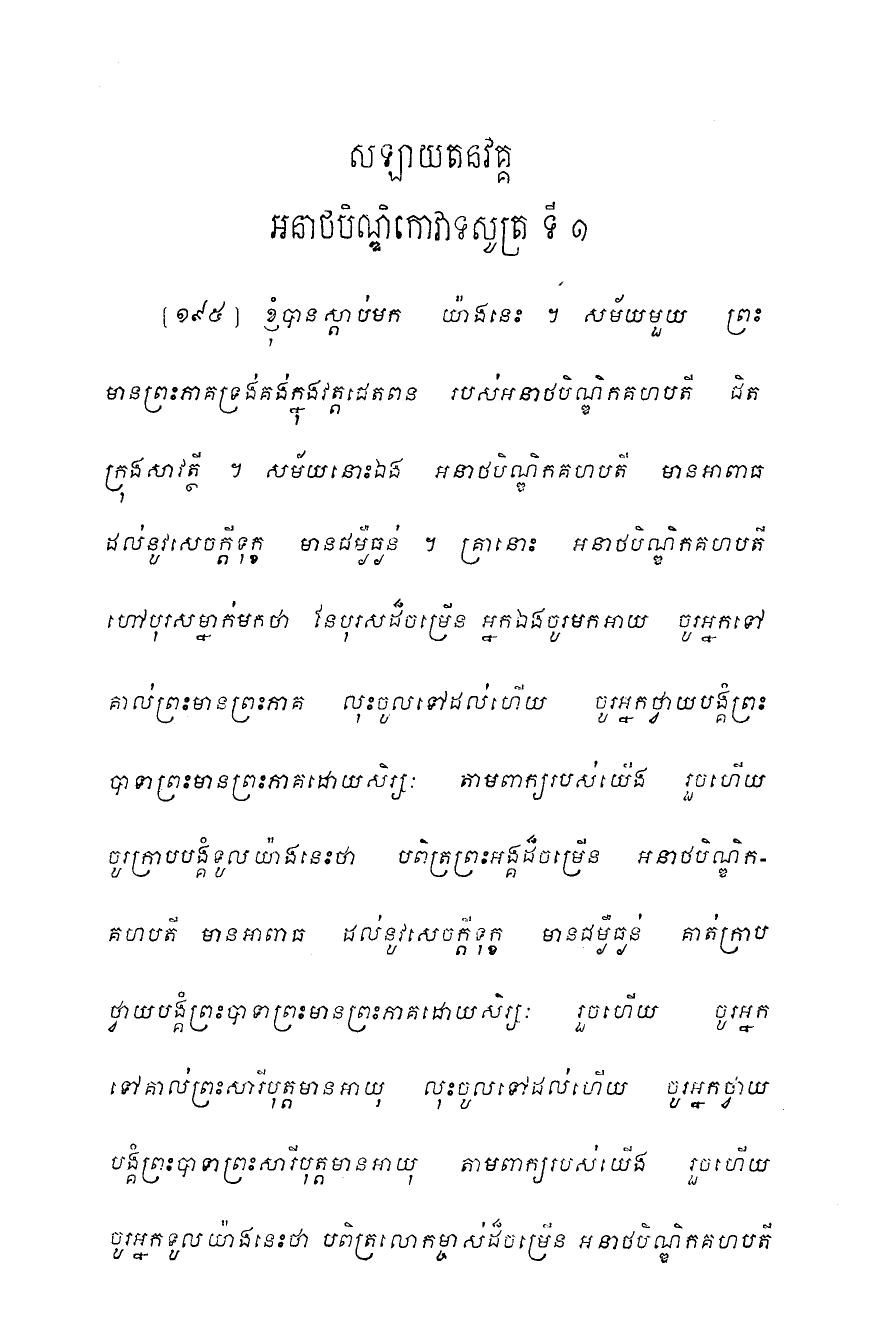 សឡាយតនវគ្គ
អនាថបិណ្ឌិកោវាទសូត្រ ទី ១
[១៩៥] ខ្ញុំបានស្តាប់មក យ៉ាងនេះ ។ សម័យមួយ ព្រះ
មានព្រះភាគទ្រង់គង់ក្នុងវត្តជេតពន របស់អនាថបិណ្ឌិកគហបតី ជិត
ក្រុងសាវត្ថី ។ សម័យនោះឯង អនាថបិណ្ឌិកគហបតី មានអាពាធ
ដល់នូវសេចក្តីទុក្ខ មានជម្ងឺធ្ងន់ ។ គ្រានោះ អនាថបិណ្ឌិកគហបតី
ហៅបុរសម្នាក់មកថា នែបុរសដ៏ចម្រើន អ្នកឯងចូរមកអាយ ចូរអ្នកទៅ
គាល់ព្រះមានព្រះភាគ លុះចូលទៅដល់ហើយ ចូរអ្នកថ្វាយបង្គំព្រះ
បាទាព្រះមានព្រះភាគដោយសិរ្សៈ តាមពាក្យរបស់យើង រួចហើយ
ចូរក្រាបបង្គំទូលយ៉ាងនេះថា បពិត្រព្រះអង្គដ៏ចម្រើន អនាថបិណ្ឌិក-
គហបតី មានអាពាធ ដល់នូវសេចក្តីទុក្ខ មានជម្ងឺធ្ងន់ គាត់ក្រាប
ថ្វាយបង្គំព្រះបាទាព្រះមានព្រះភាគដោយសិរ្សៈ រួចហើយ ចូរអ្នក
ទៅគាល់ព្រះសារីបុត្តមានអាយុ លុះចូលទៅដល់ហើយ ចូរអ្នកថ្វាយ
បង្គំព្រះបាទាព្រះសារីបុត្តមានអាយុ តាមពាក្យរបស់យើង រួចហើយ
ចូរអ្នកទូលយ៉ាងនេះថា បពិត្រលោកម្ចាស់ដ៏ចម្រើន អនាថបិណ្ឌិកគហបតី